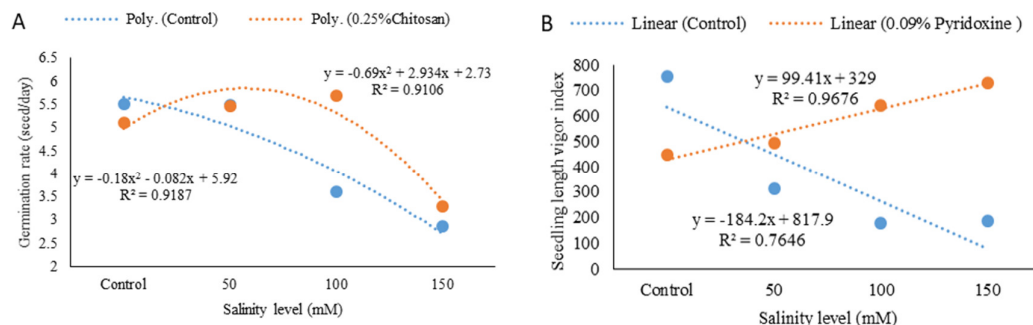 A
Poly. (Control) Poly. (0.25%Chitosan)
Germination rate (seed/day)
6.5
6
5.5
5
4.5
4
3.5
3
2.5
2
y = -0.69x² + 2.934x + 2.73
R² = 0.9106
y = -0.18x² - 0.082x + 5.92
R² = 0.9187
Control 50 100 150
Salinity level (mM)
B
Linear (Control) Linear (0.09% Pyridoxine )
Seedling length vigor index
800
700
600
500
400
300
200
100
0
y = 99.41x + 329
R² = 0.9676
y = -184.2x + 817.9
R² = 0.7646
Control 50 100 150
Salinity level (mM)